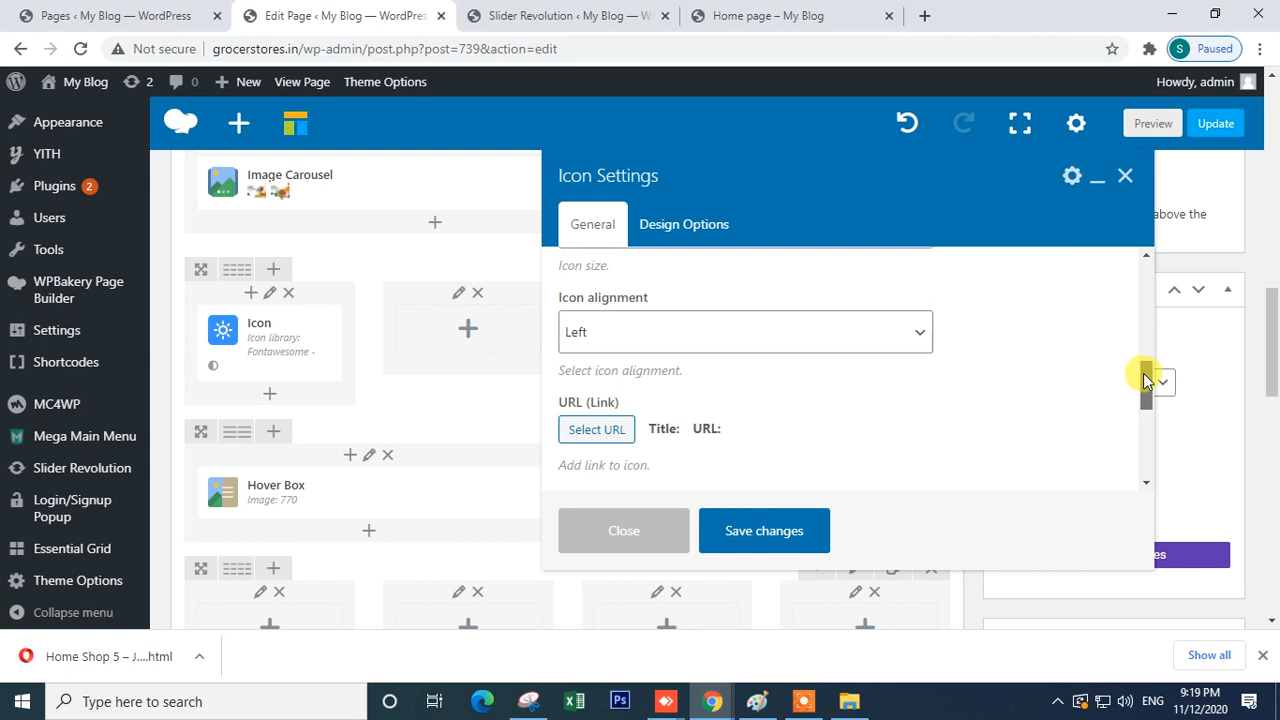 Pages ‹ My Blog — WordPress
Edit Page ‹ My Blog — WordPres
Slider Revolution ‹ My Blog — W
Home page – My Blog
Not secure
grocerstores.in/wp-admin/post.php?post=739&action=edit
S Paused
My Blog
2
0
New
View Page
Theme Options
Howdy, admin
Appearance
YITH
Plugins 2
Users
Tools
WPBakery Page
Builder
Settings
Shortcodes
MC4WP
Mega Main Menu
Slider Revolution
Login/Signup
Popup
Essential Grid
Theme Options
Collapse menu
Preview
Update
Image Carousel
Icon
Icon library:
Fontawesome -
Hover Box
Image: 770
Icon Settings
General
Design Options
Icon size.
Icon alignment
Left
Select icon alignment.
URL (Link)
Select URL
Title:
URL:
Add link to icon.
Close
Save changes
above the
es
Home Shop 5 – J....html
Show all
Type here to search
Ps
ENG
9:19 PM
11/12/2020